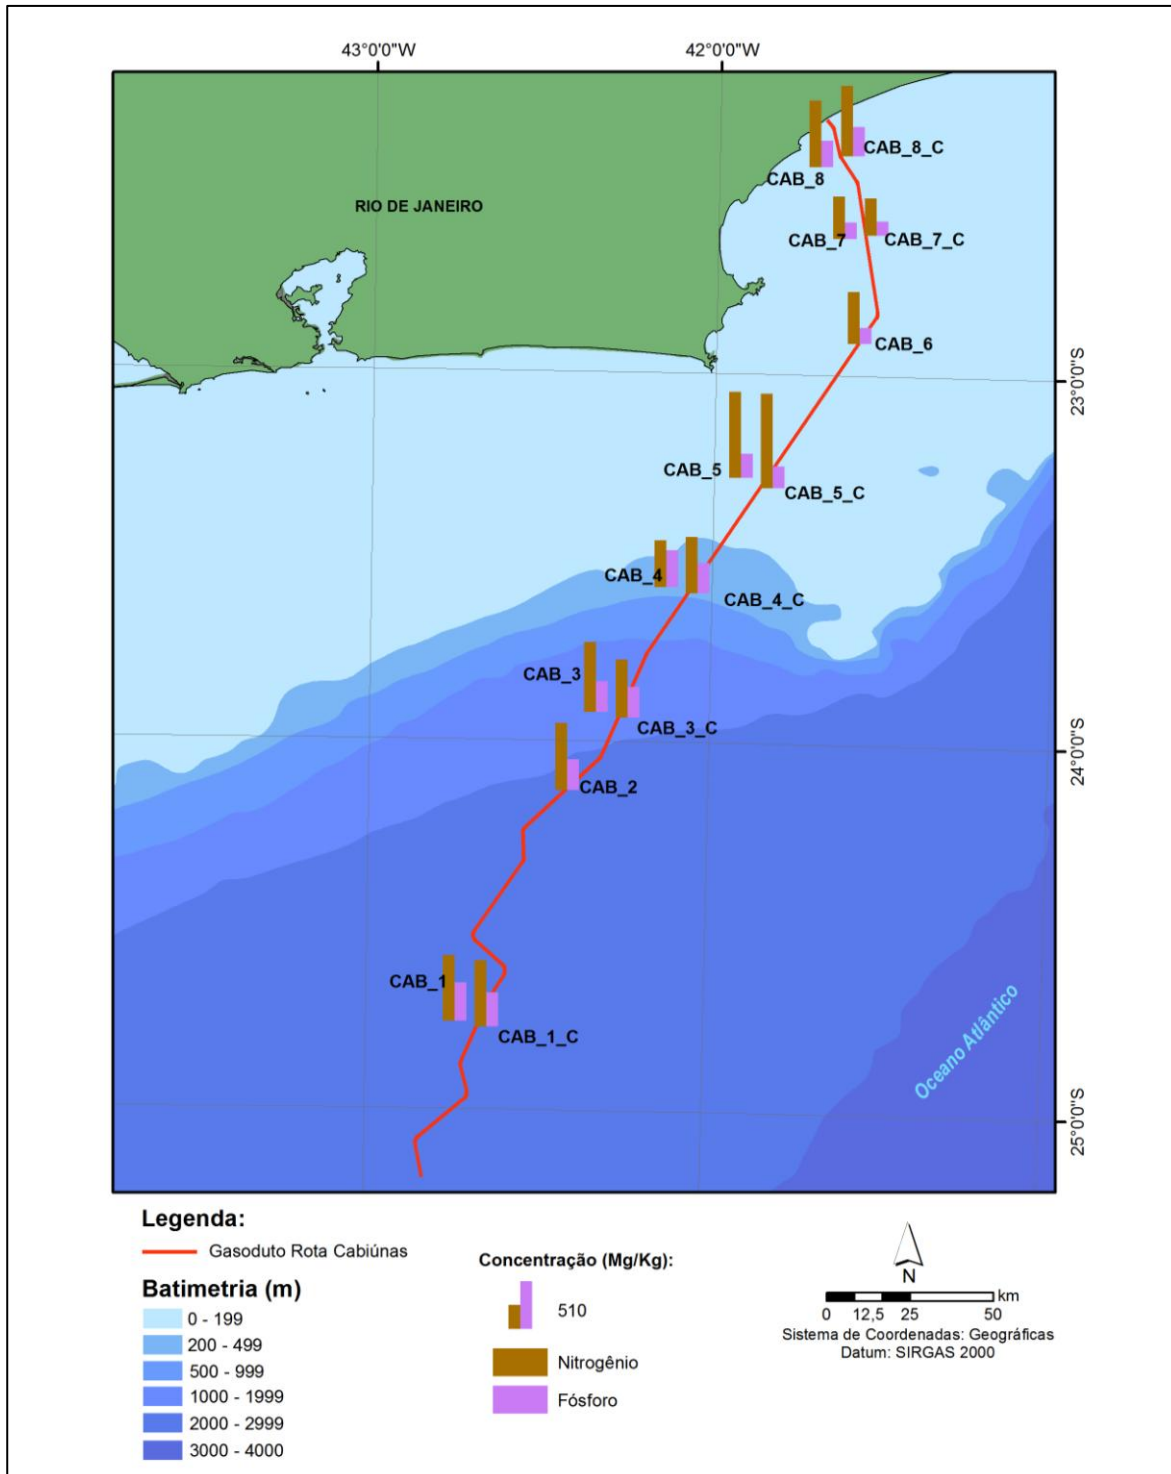 43°0'0"W
42°0'0"W
CAB_8_C
CAB_8
RIO DE JANEIRO
CAB_7
CAB_7_C
CAB_6
23°0'0"S
CAB_5
CAB_5_C
CAB_4
CAB_4_C
CAB_3
CAB_3_C
24°0'0"S
CAB_2
CAB_1
CAB_1_C
Oceano Atlântico
25°0'0"S
Legenda:
Gasoduto Rota Cabiúnas
Batimetria (m)
0 - 199
200 - 499
500 - 999
1000 - 1999
2000 - 2999
3000 - 4000
Concentração (Mg/Kg):
510
Nitrogênio
Fósforo
N
km
0 12,5 25 50
Sistema de Coordenadas: Geográficas
Datum: SIRGAS 2000